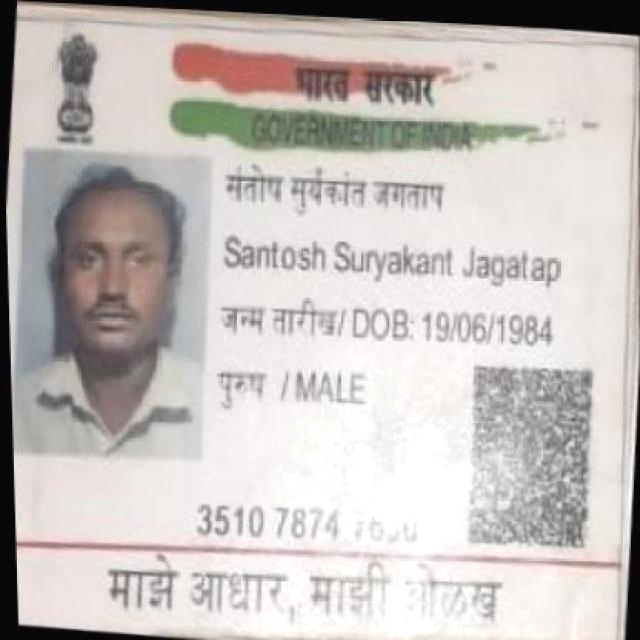 भारत सरकार
GOVERNMENT OF INDIA
संतोष सुर्यकांत जगताप
Santosh Suryakant Jagatap
जन्म तारीख/ DOB: 19/06/1984
पुरुष / MALE
3510 7874
माझे आधार, माझी ओळख